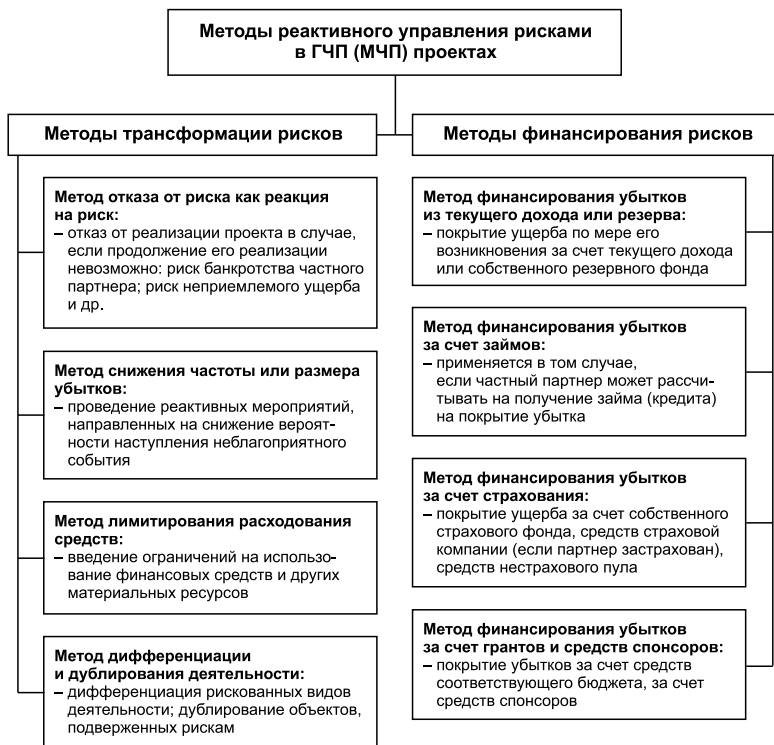 Методы реактивного управления рисками
в ГЧП (МЧП) проектах
Методы трансформации рисков
Метод отказа от риска как реакция
на риск:
– отказ от реализации проекта в случае,
если продолжение его реализации
невозможно: риск банкротства частного
партнера; риск неприемлемого ущерба
и др.
Метод снижения частоты или размера
убытков:
– проведение реактивных мероприятий,
направленных на снижение вероят-
ности наступления неблагоприятного
события
Метод лимитирования расходования
средств:
– введение ограничений на использо-
вание финансовых средств и других
материальных ресурсов
Метод дифференциации
и дублирования деятельности:
– дифференциация рискованных видов
деятельности; дублирование объектов,
подверженных рискам
Методы финансирования рисков
Метод финансирования убытков
из текущего дохода или резерва:
– покрытие ущерба по мере его
возникновения за счет текущего дохода
или собственного резервного фонда
Метод финансирования убытков
за счет займов:
– применяется в том случае,
если частный партнер может рассчи-
тывать на получение займа (кредита)
на покрытие убытка
Метод финансирования убытков
за счет страхования:
– покрытие ущерба за счет собственного
страхового фонда, средств страховой
компании (если партнер застрахован),
средств нестрахового пула
Метод финансирования убытков
за счет грантов и средств спонсоров:
– покрытие убытков за счет средств
соответствующего бюджета, за счет
средств спонсоров